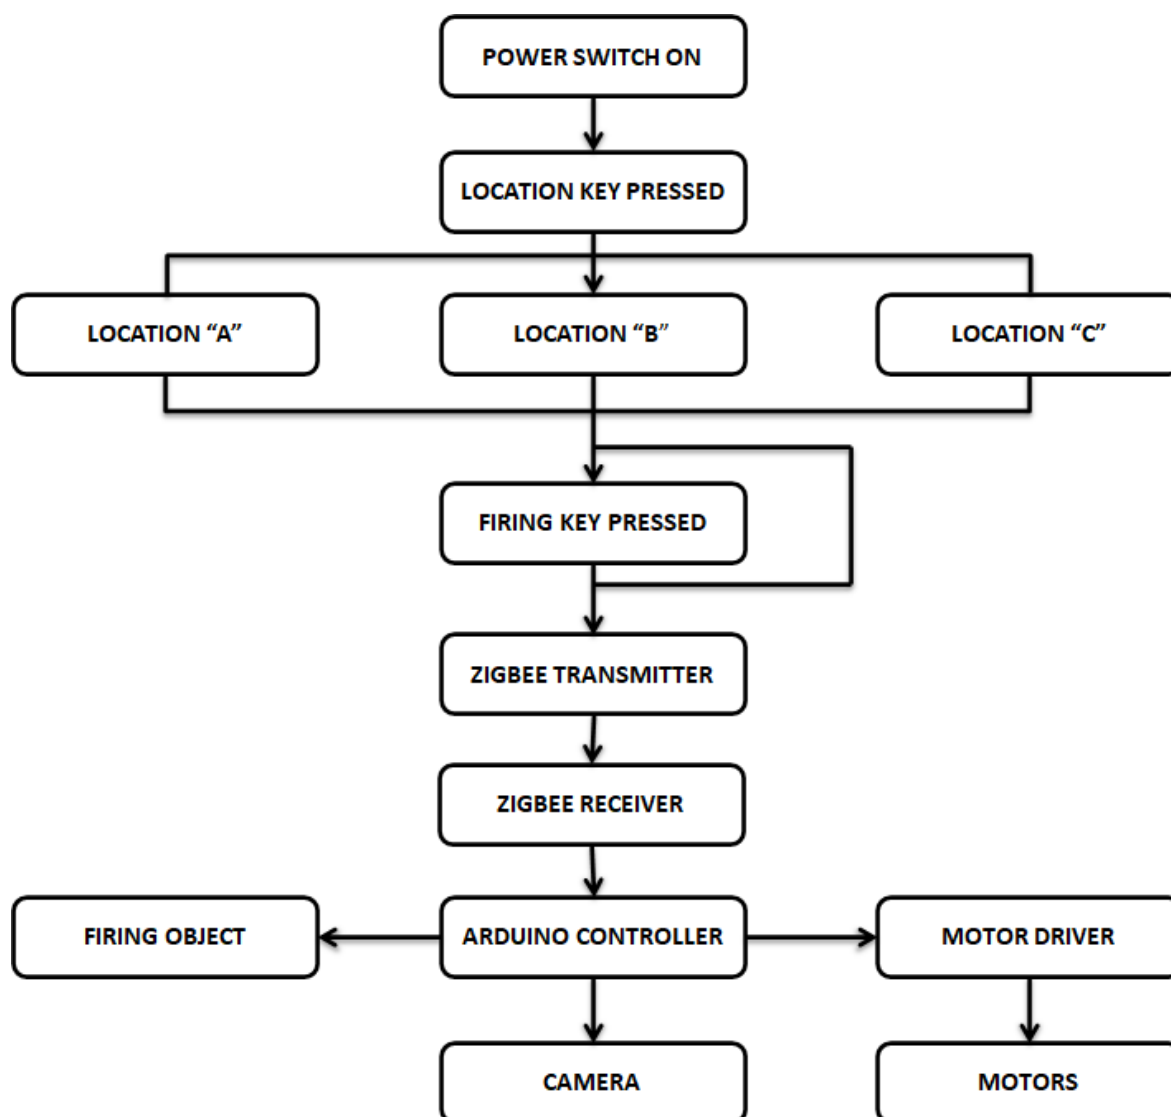 POWER SWITCH ON
LOCATION KEY PRESSED
LOCATION “A”
LOCATION “B”
LOCATION “C”
FIRING KEY PRESSED
ZIGBEE TRANSMITTER
ZIGBEE RECEIVER
FIRING OBJECT
ARDUINO CONTROLLER
MOTOR DRIVER
CAMERA
MOTORS